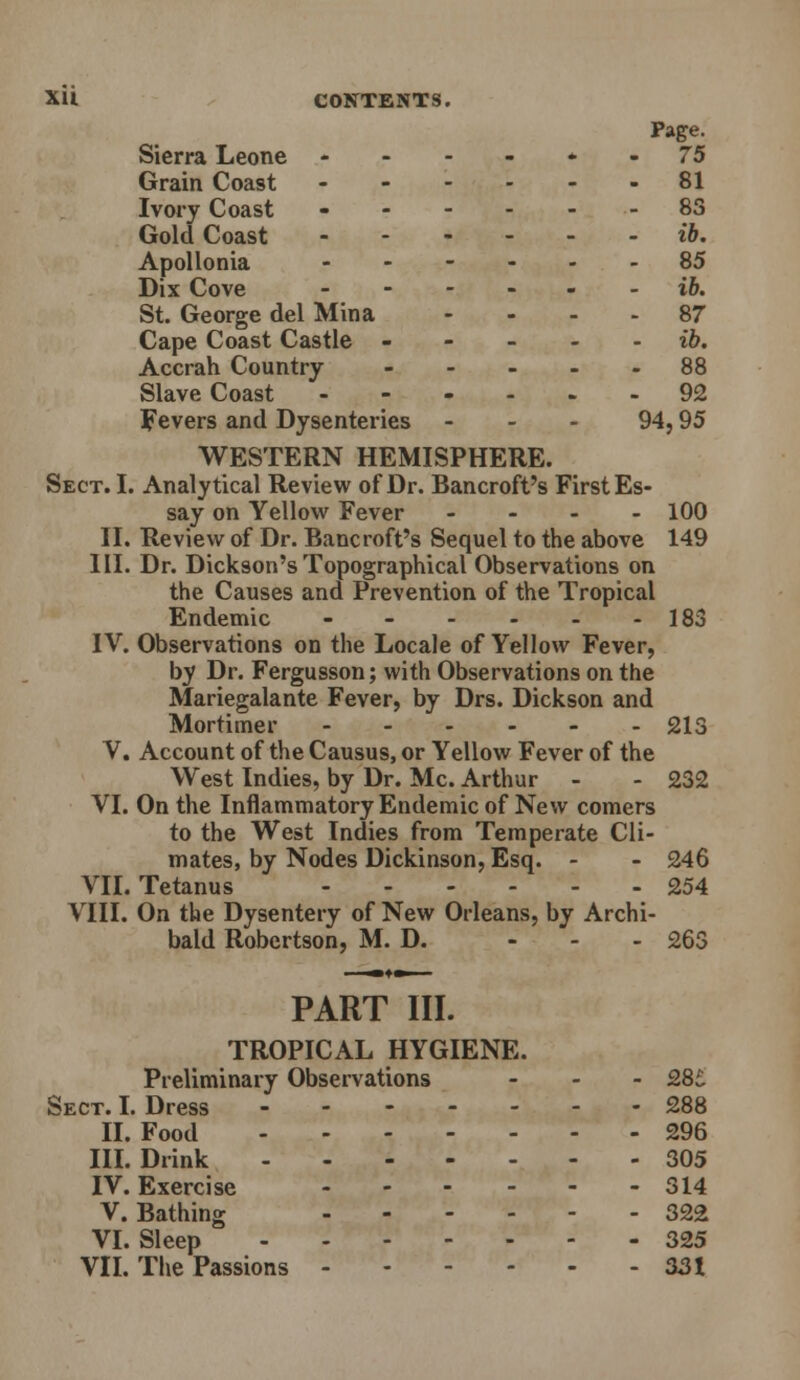 xii CONTENTS.
Page.
Sierra Leone - - - - - - 75
Grain Coast - - - - - - 81
Ivory Coast - - - - - - 83
Gold Coast - - - - - - ib.
Apollonia - - - - - - 85
Dix Cove - - - - - - ib.
St. George del Mina - - - - 87
Cape Coast Castle - - - - - ib.
Accrah Country - - - - - 88
Slave Coast - - - - - - 92
Fevers and Dysenteries - - - 94, 95
WESTERN HEMISPHERE.
Sect. I. Analytical Review of Dr. Bancroft's First Es-
say on Yellow Fever - - - - 100
II. Review of Dr. Bancroft's Sequel to the above 149
III. Dr. Dickson's Topographical Observations on
the Causes and Prevention of the Tropical
Endemic - - - - - - 183
IV. Observations on the Locale of Yellow Fever,
by Dr. Fergusson; with Observations on the
Mariegalante Fever, by Drs. Dickson and
Mortimer - - - - - - 213
V. Account of the Causus, or Yellow Fever of the
West Indies, by Dr. Mc. Arthur - - 232
VI. On the Inflammatory Endemic of New comers
to the West Indies from Temperate Cli-
mates, by Nodes Dickinson, Esq. - - 246
VII. Tetanus - - - - - - 254
VIII. On the Dysentery of New Orleans, by Archi-
bald Robertson, M. D. - - - 263
PART III.
TROPICAL HYGIENE.
Preliminary Observations - - -
Sect. I. Dress - - - - - - - 288
II. Food - - - - - - - 296
III. Drink - - - - - - - 305
IV. Exercise - - - - - - 314
V. Bathing - - - - - - 322
VI. Sleep - - - - - - - 325
VII. The Passions - - - - - - 331